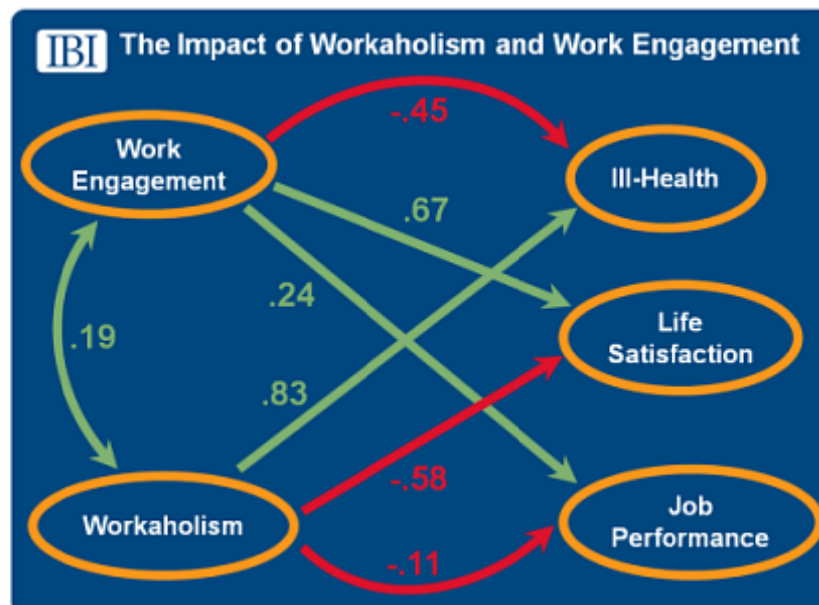 IBI The Impact of Workaholism and Work Engagement
-.45
Work
Engagement
Ill-Health
.67
.24
.19
Life
Satisfaction
.83
-.58
Workaholism
Job
Performance
-.11